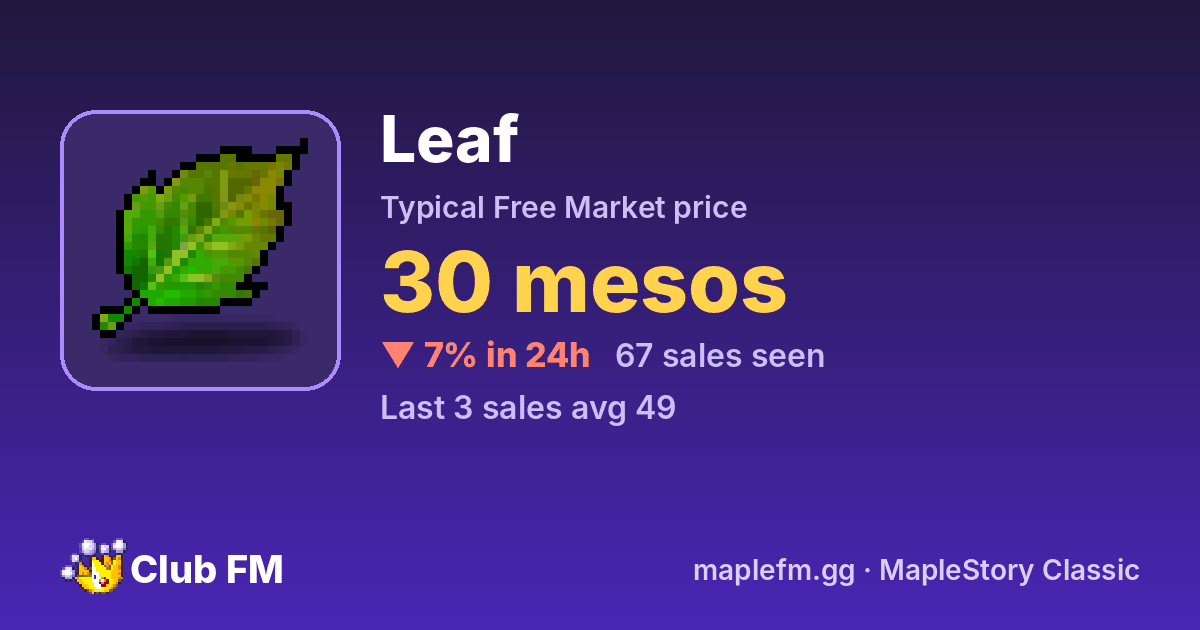 Leaf
Typical Free Market price
30 mesos
▼ 7% in 24h 67 sales seen
Last 3 sales avg 49
Club FM
maplefm.gg · MapleStory Classic